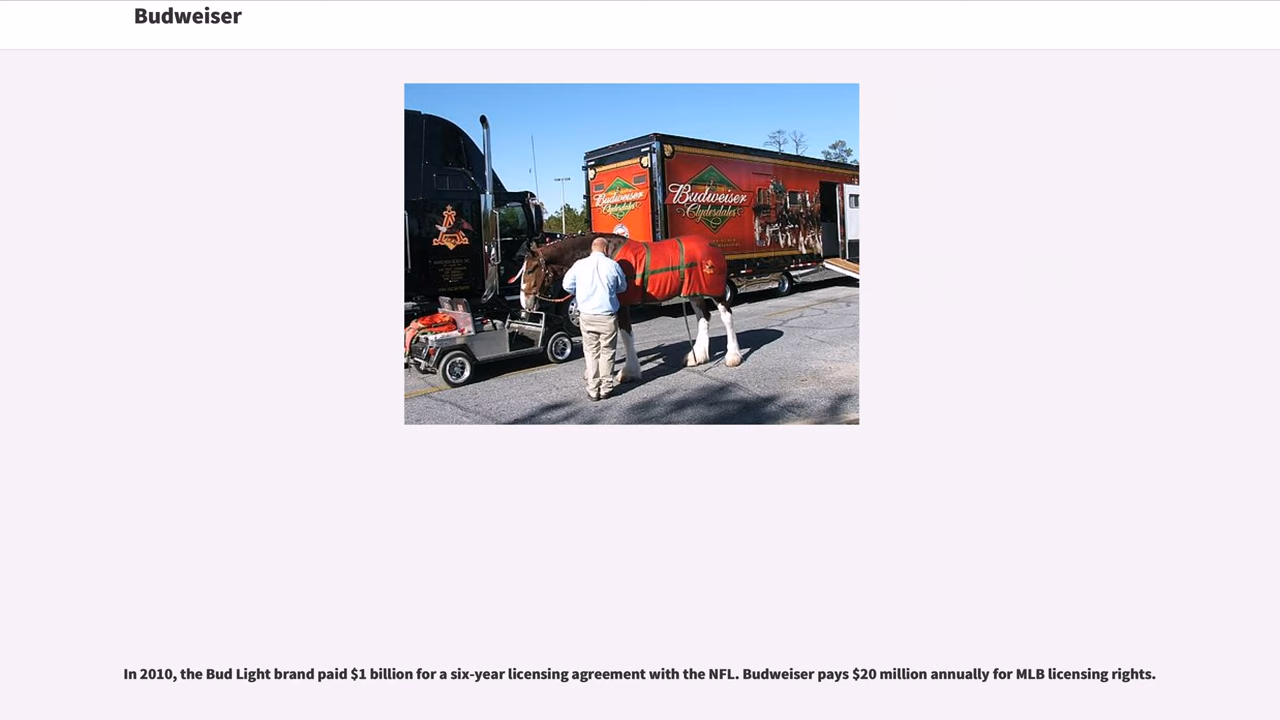 Budweiser
Budweiser
Clydesdales
Budweiser
Clydesdales
In 2010, the Bud Light brand paid $1 billion for a six-year licensing agreement with the NFL. Budweiser pays $20 million annually for MLB licensing rights.